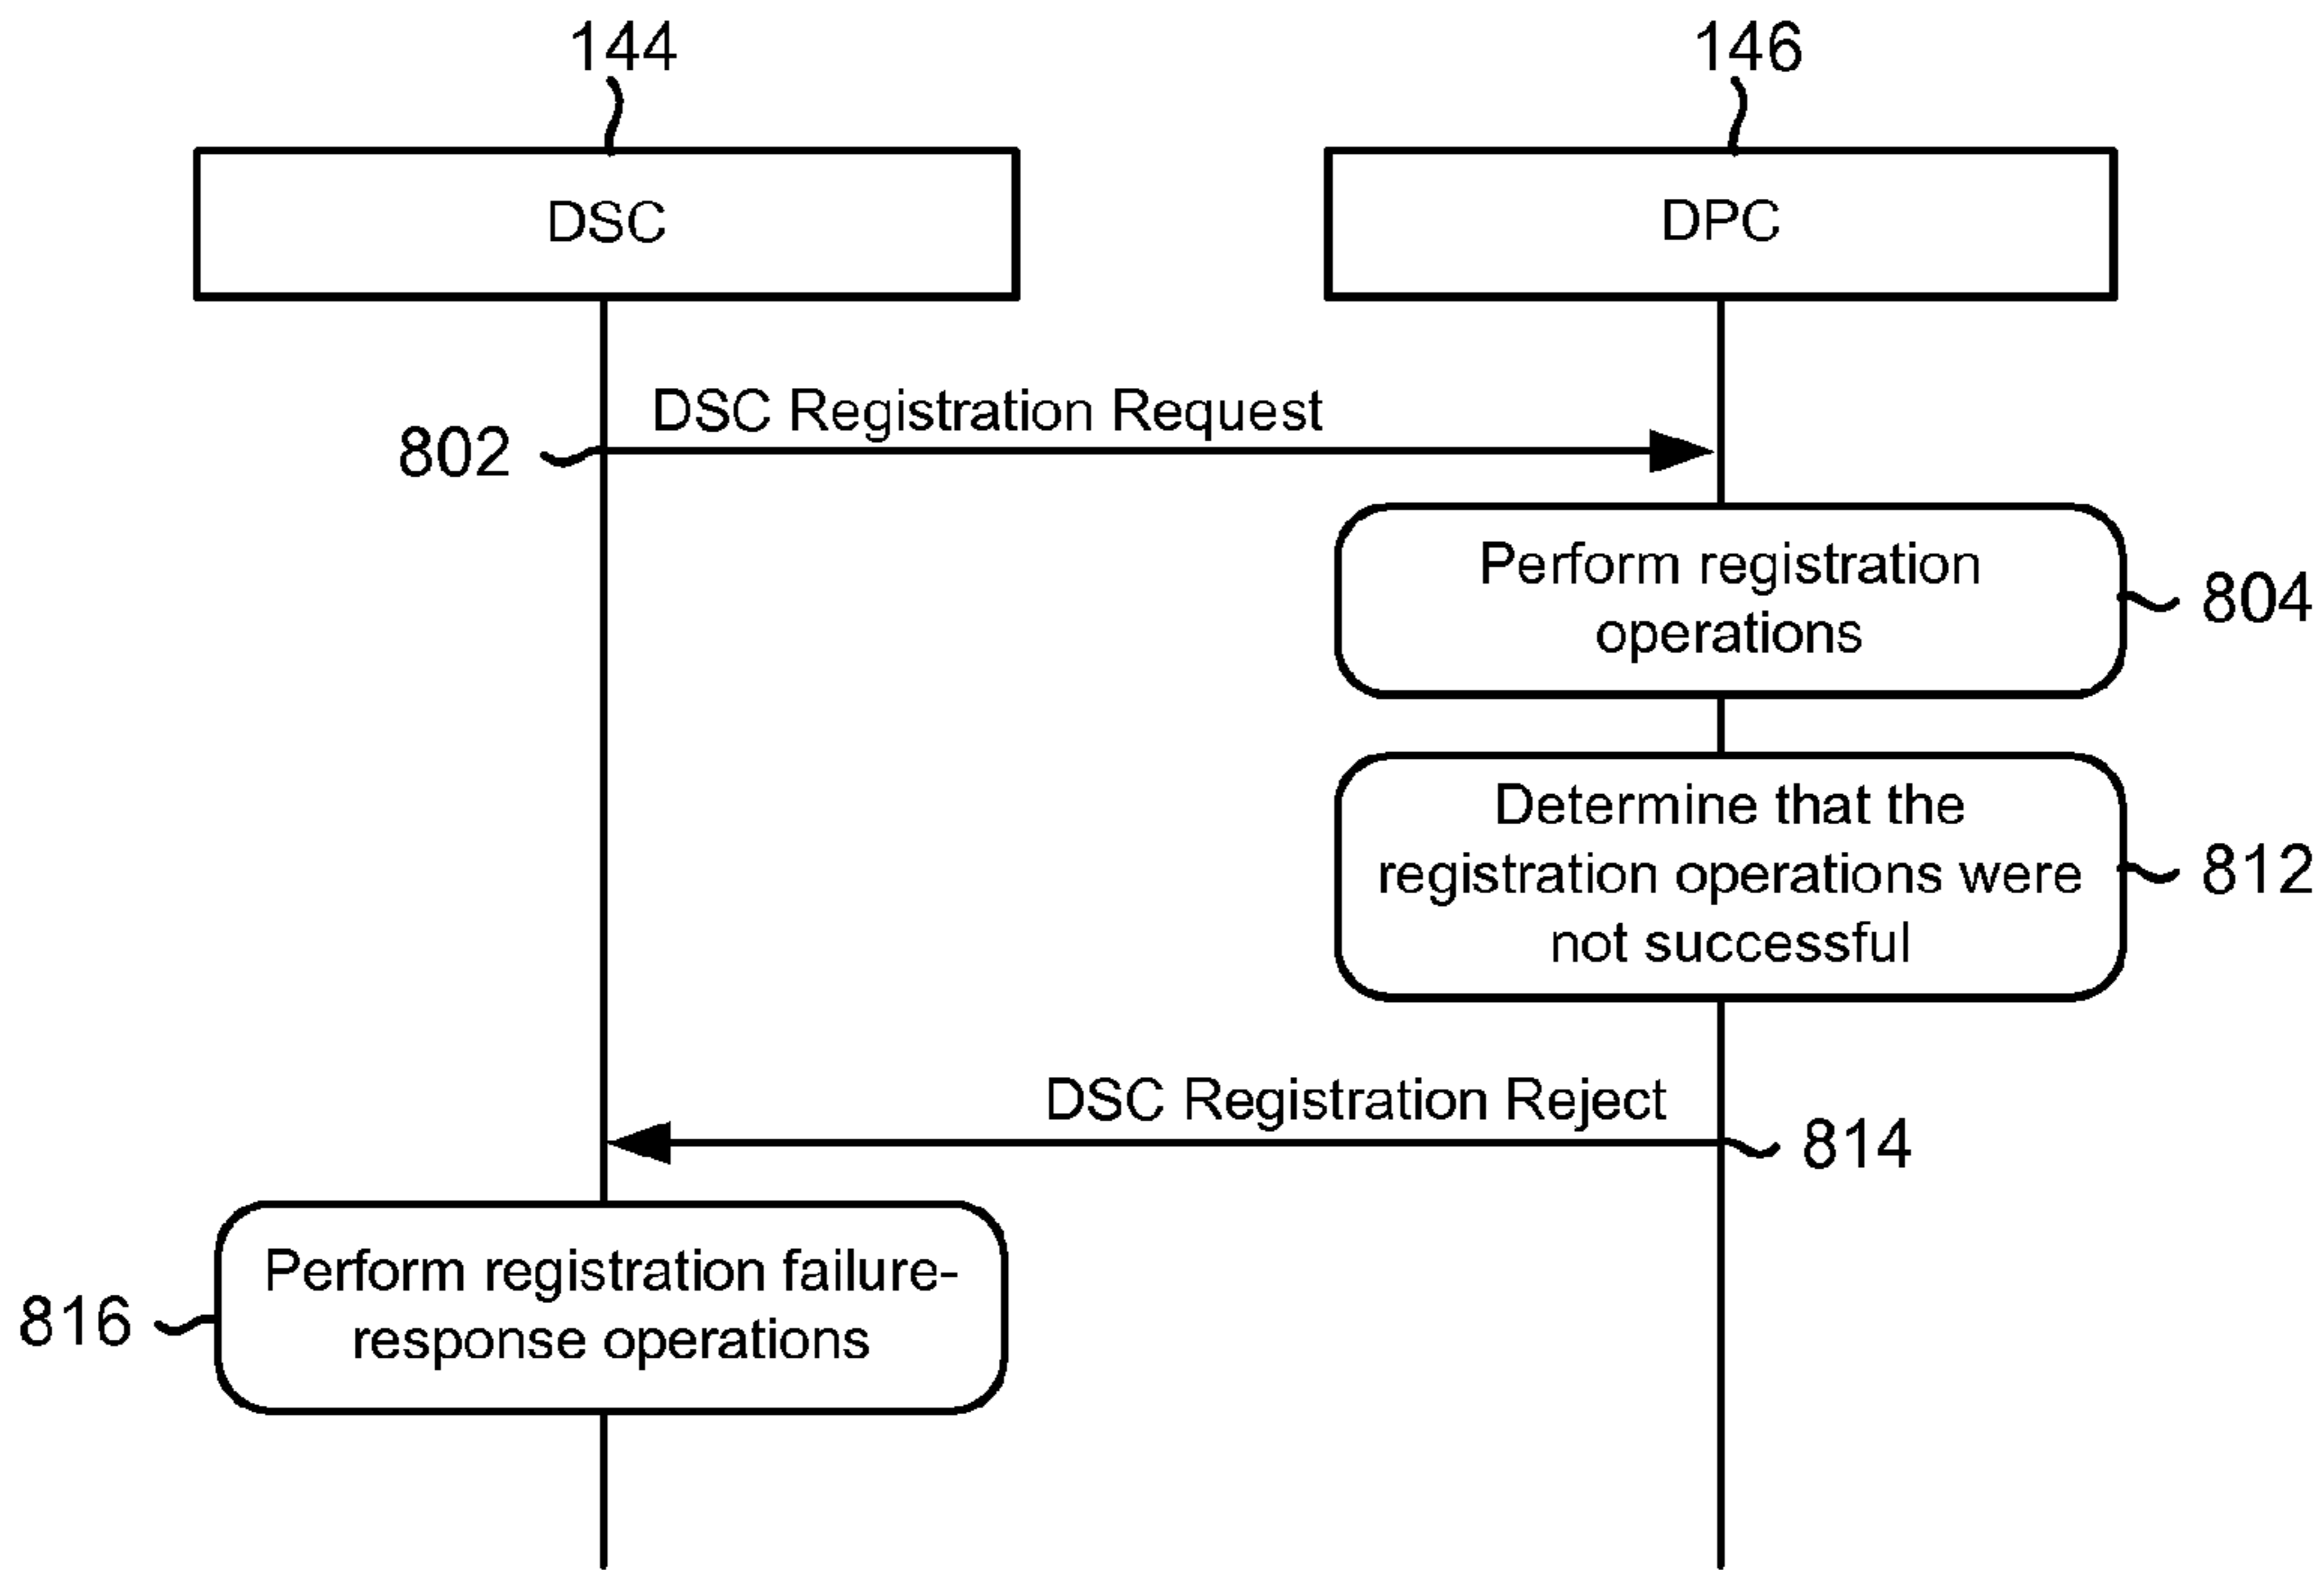 144
146
DSC
DPC
DSC Registration Request
802
Perform registration
operations
804
Determine that the
registration operations were
not successful
812
DSC Registration Reject
814
Perform registration failure-
response operations
816